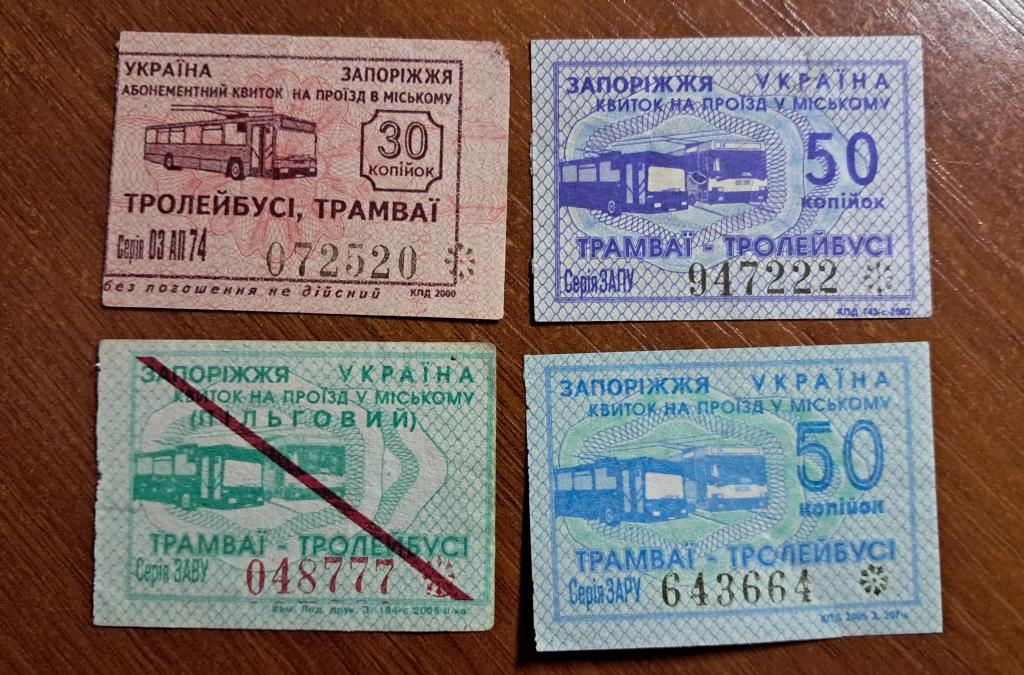 УКРАЇНА ЗАПОРІЖЖЯ
АБОНЕМЕНТНИЙ КВИТОК НА ПРОЇЗД В МІСЬКОМУ
30
КОПІЙОК
ТРОЛЕЙБУСІ, ТРАМВАЇ
Серія 03 АП 74
072520
без погошення не дійсний КПД 2000
ЗАПОРІЖЖЯ УКРАЇНА
КВИТОК НА ПРОЇЗД У МІСЬКОМУ
50
копійок
ТРАМВАЇ - ТРОЛЕЙБУСІ
Серія ЗАПУ 947222
КПД
ЗАПОРІЖЖЯ УКРАЇНА
КВИТОК НА ПРОЇЗД У МІСЬКОМУ
(ПІЛЬГОВИЙ)
ТРАМВАЇ - ТРОЛЕЙБУСІ
Серія ЗАВУ 048777
ЗАПОРІЖЖЯ УКРАЇНА
КВИТОК НА ПРОЇЗД У МІСЬКОМУ
50
копійок
ТРАМВАЇ - ТРОЛЕЙБУСІ
Серія ЗАРУ 643664
КПД